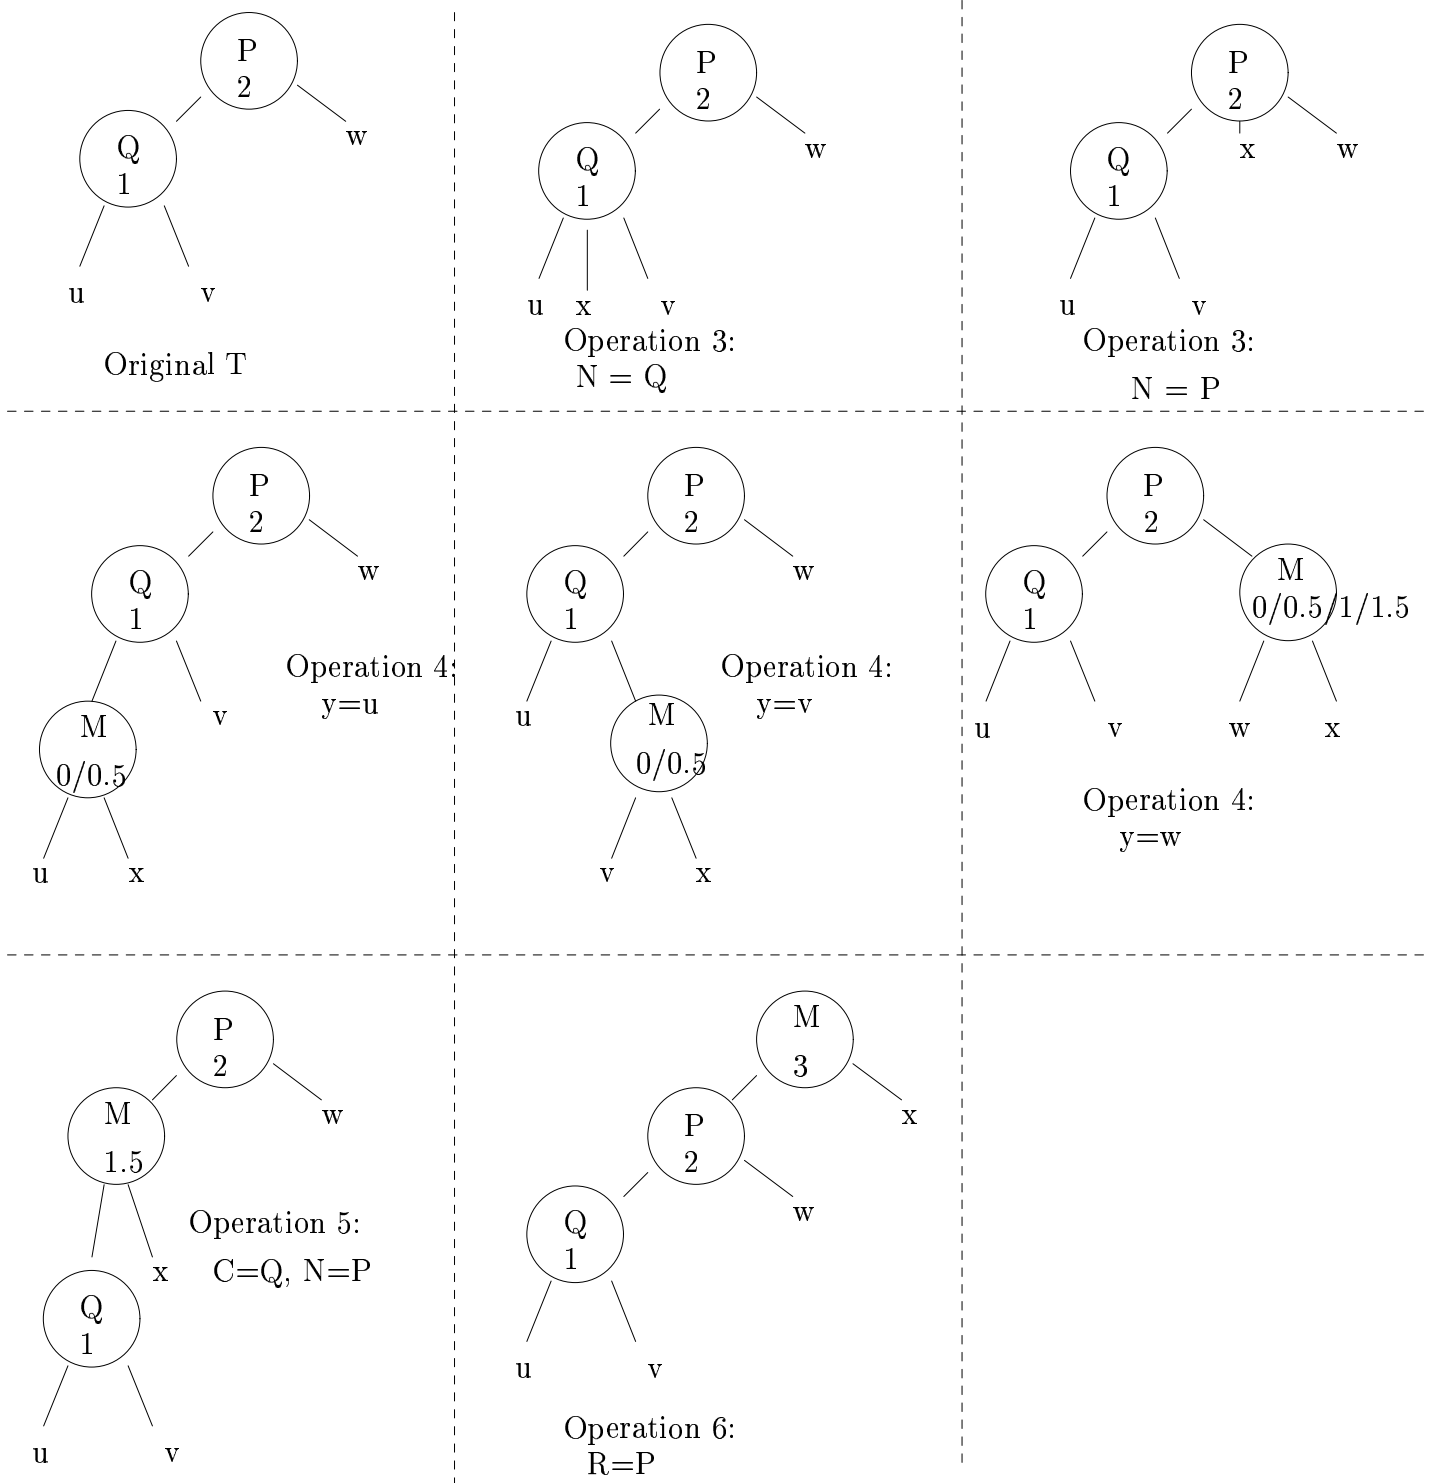 P
2
w
Q
1
u
v
Original T
P
2
w
Q
1
u x v
Operation 3:
N = Q
P
2
x
w
Q
1
u
v
Operation 3:
N = P
P
2
w
Q
1
Operation 4:
y=u
v
M
0/0.5
u
x
P
2
w
Q
1
Operation 4:
y=v
u
M
0/0.5
v
x
P
2
Q
1
M
0/0.5/1/1.5
u
v
w
x
Operation 4:
y=w
P
2
w
M
1.5
Operation 5:
C=Q, N=P
x
Q
1
u
v
M
3
x
P
2
w
Q
1
u
v
Operation 6:
R=P